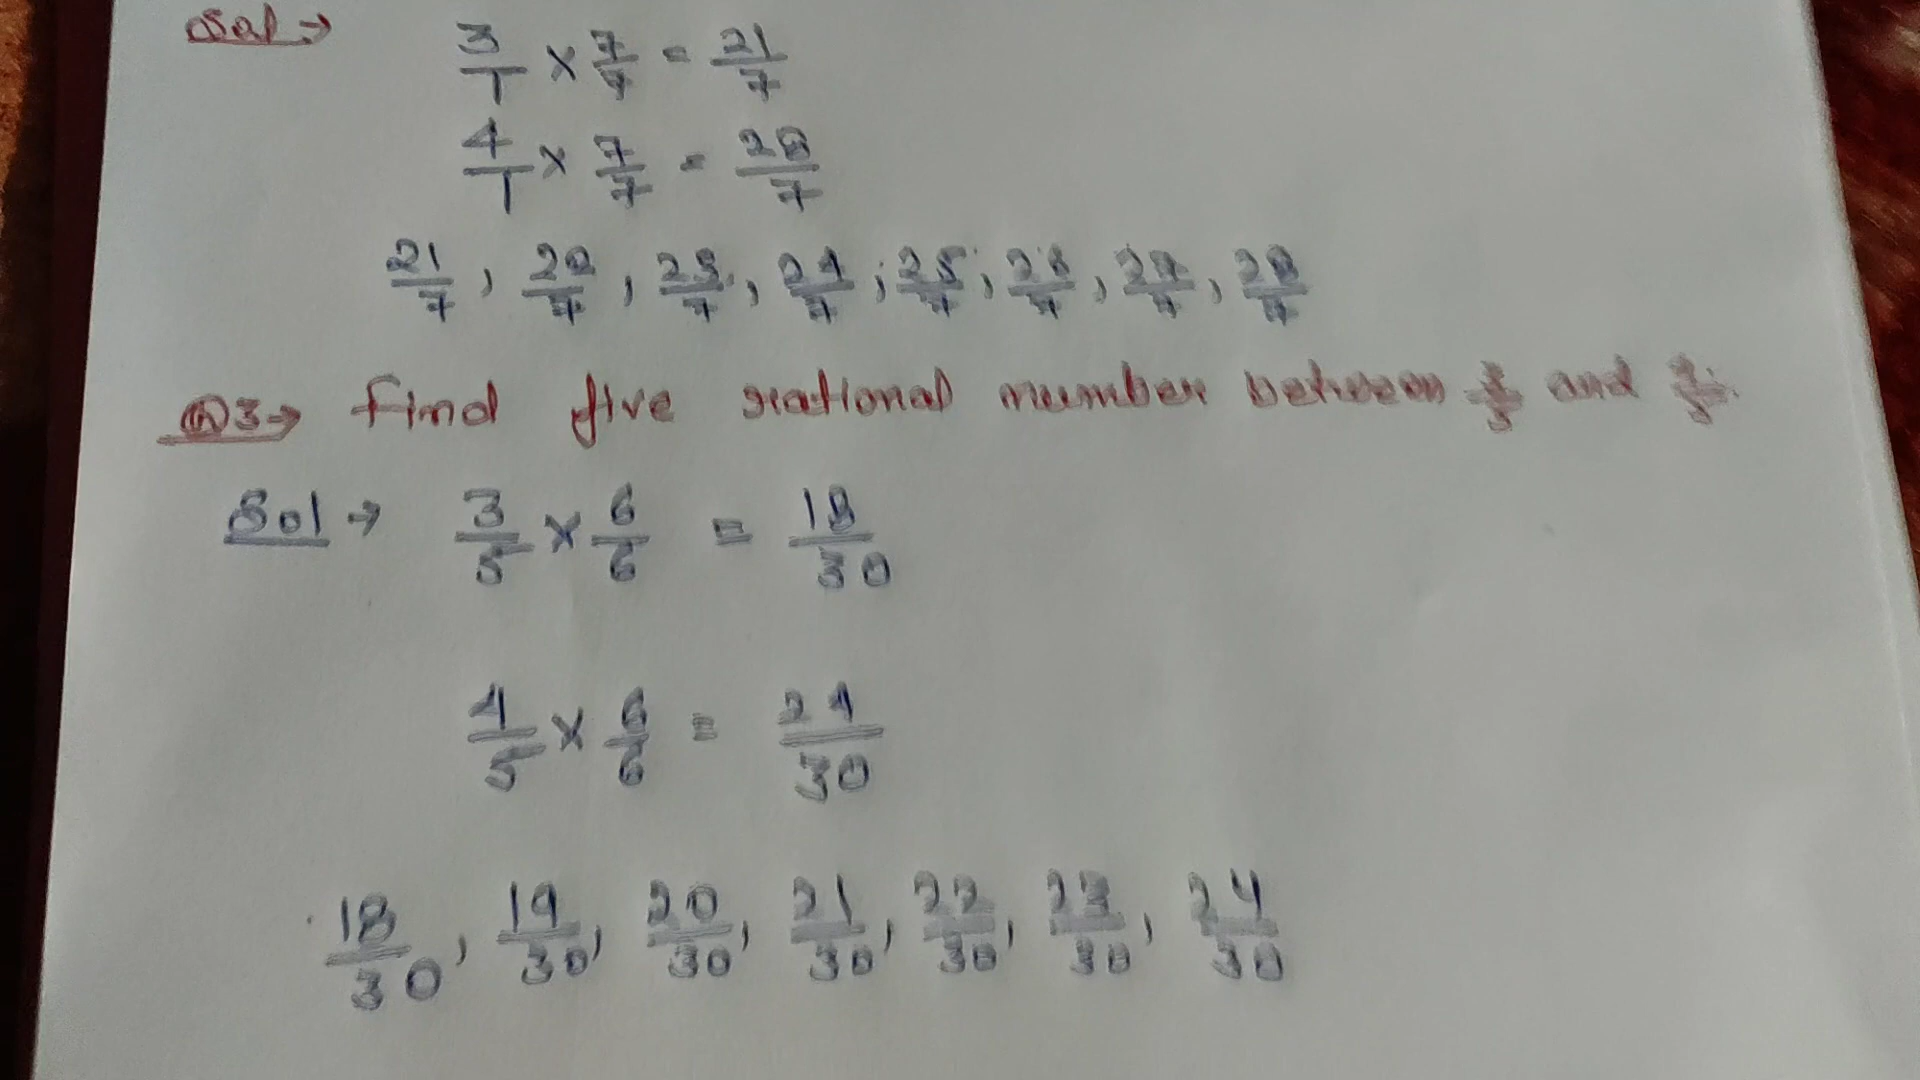 Sol →
3/1 × 7/7 = 21/7
4/1 × 7/7 = 28/7
21/7, 22/7, 23/7, 24/7, 25/7, 26/7, 27/7, 28/7
Q3→ Find five rational number between 3/5 and 4/5.
Sol → 3/5 × 6/6 = 18/30
4/5 × 6/6 = 24/30
18/30, 19/30, 20/30, 21/30, 22/30, 23/30, 24/30